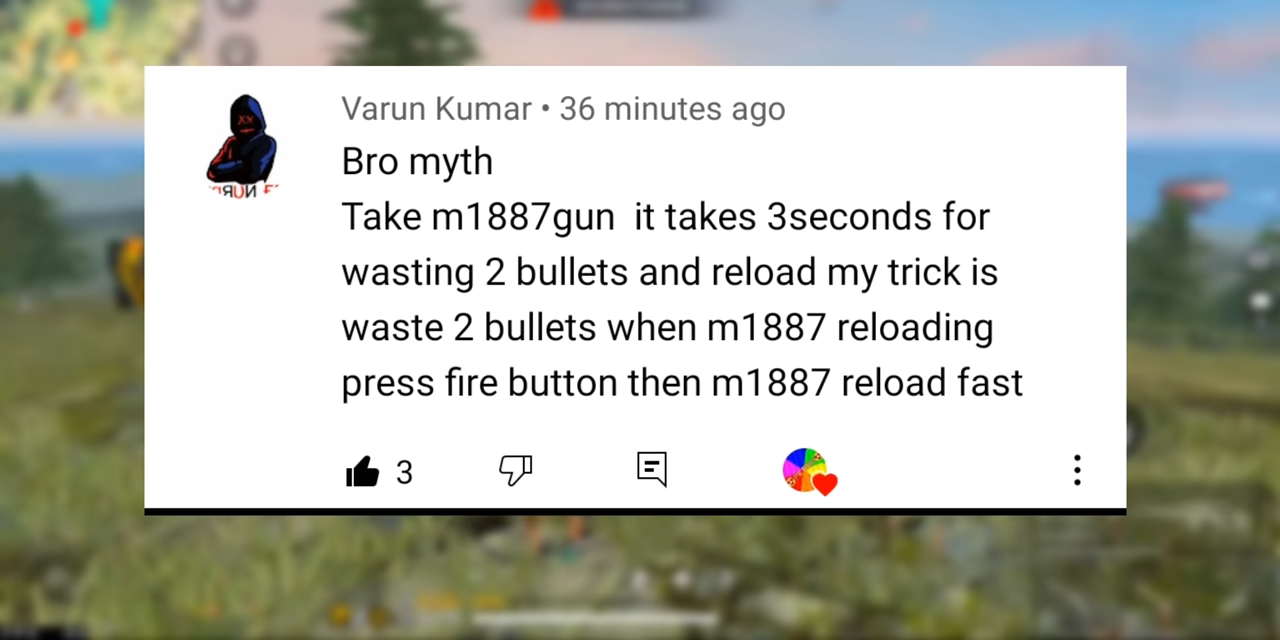 Varun Kumar • 36 minutes ago
Bro myth
Take m1887gun  it takes 3seconds for
wasting 2 bullets and reload my trick is
waste 2 bullets when m1887 reloading
press fire button then m1887 reload fast
3